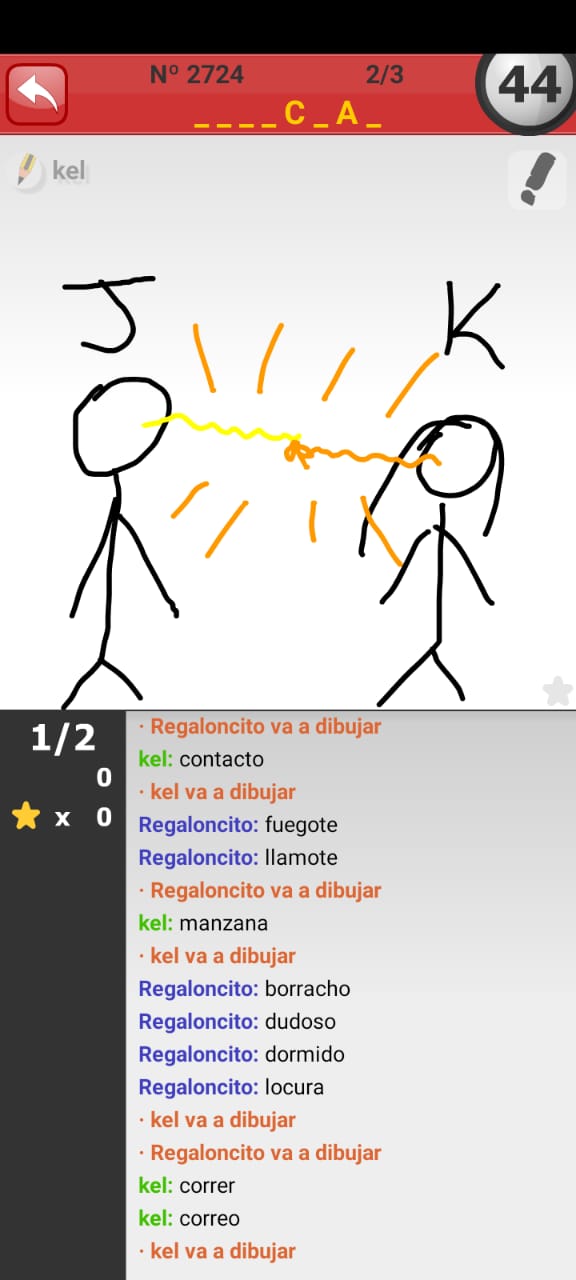 Nº 2724 2/3 44
_ _ _ _ C _ A _
kel
J K
1/2
0
x 0
· Regaloncito va a dibujar
kel: contacto
· kel va a dibujar
Regaloncito: fuegote
Regaloncito: llamote
· Regaloncito va a dibujar
kel: manzana
· kel va a dibujar
Regaloncito: borracho
Regaloncito: dudoso
Regaloncito: dormido
Regaloncito: locura
· kel va a dibujar
· Regaloncito va a dibujar
kel: correr
kel: correo
· kel va a dibujar